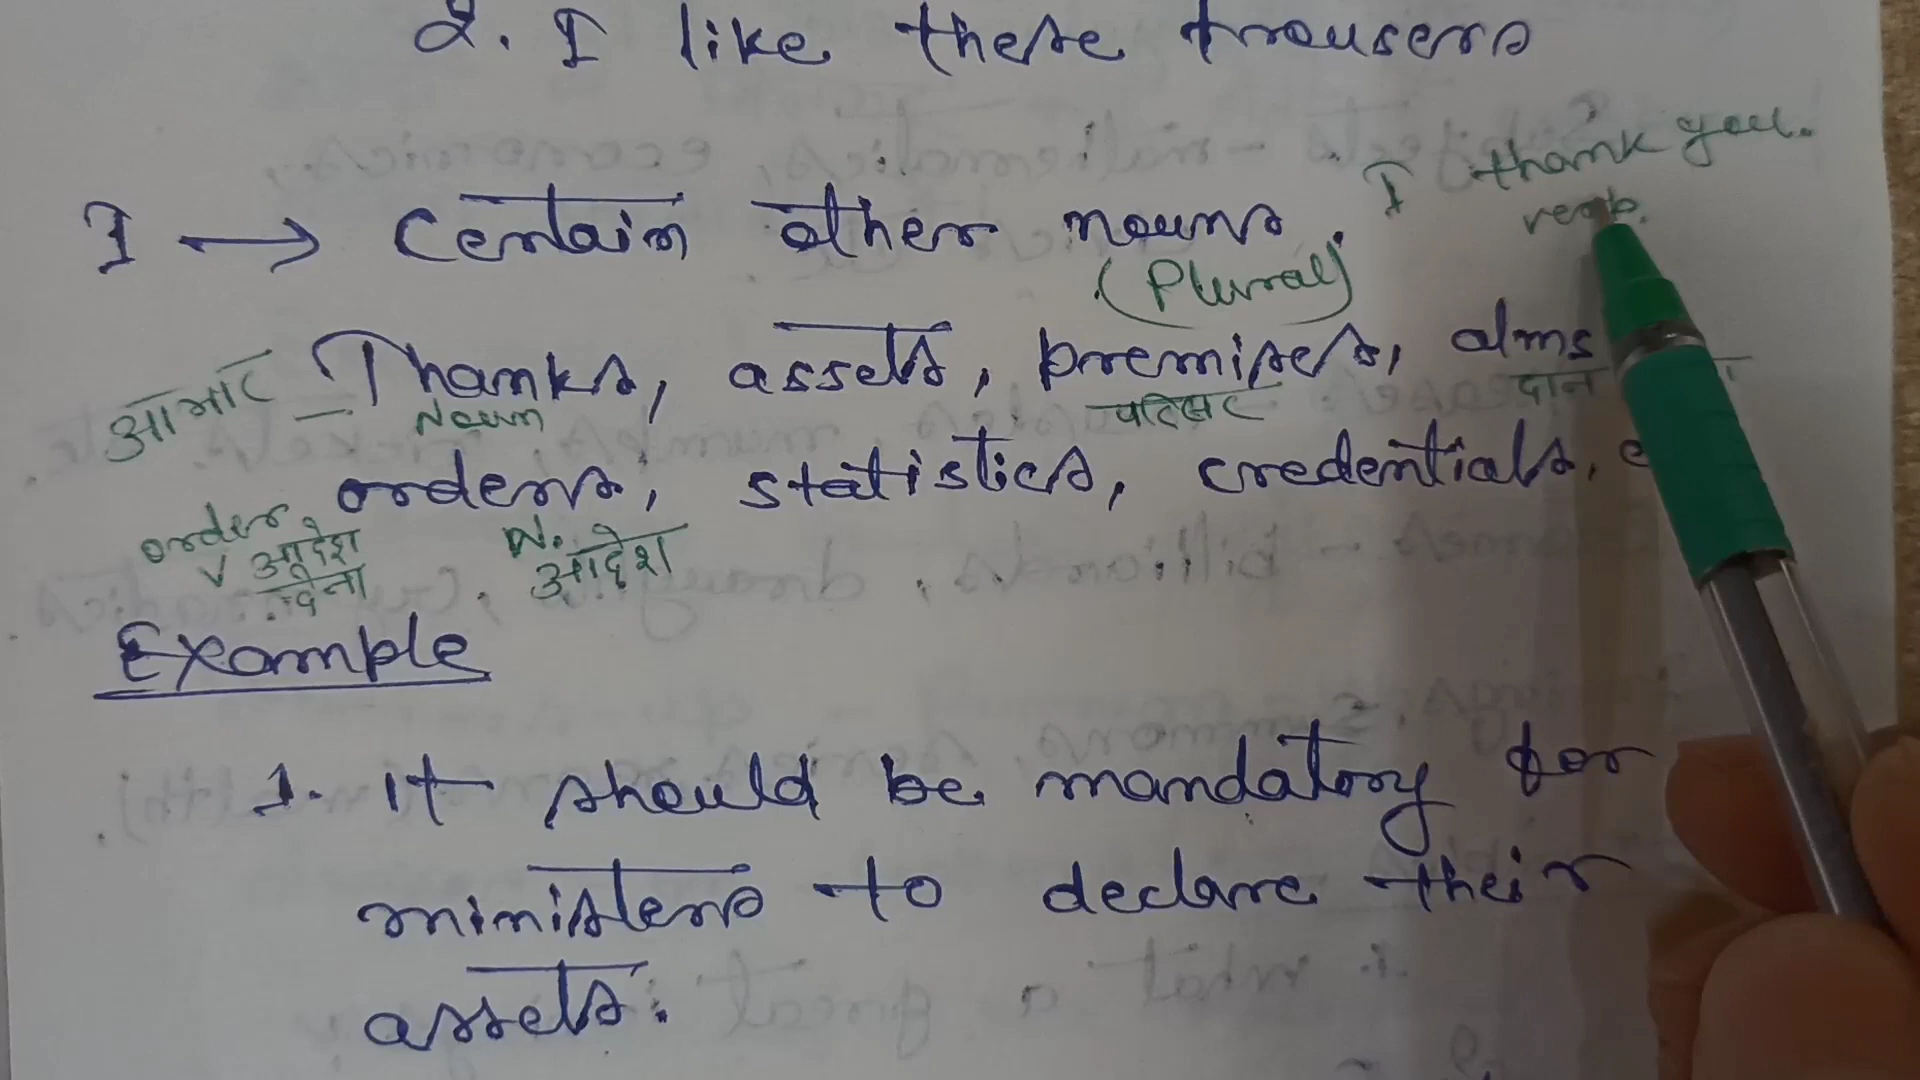 2. I like these trousers
I thank you.
verb.
I → Certain other nouns.
(Plural)
आभार – Thanks, assets, premises, alms
Noun परिसर दान
orders, statistics, credentials,
order N.
V आदेश देना आदेश
Example
1. It should be mandatory for
ministers to declare their
assets.